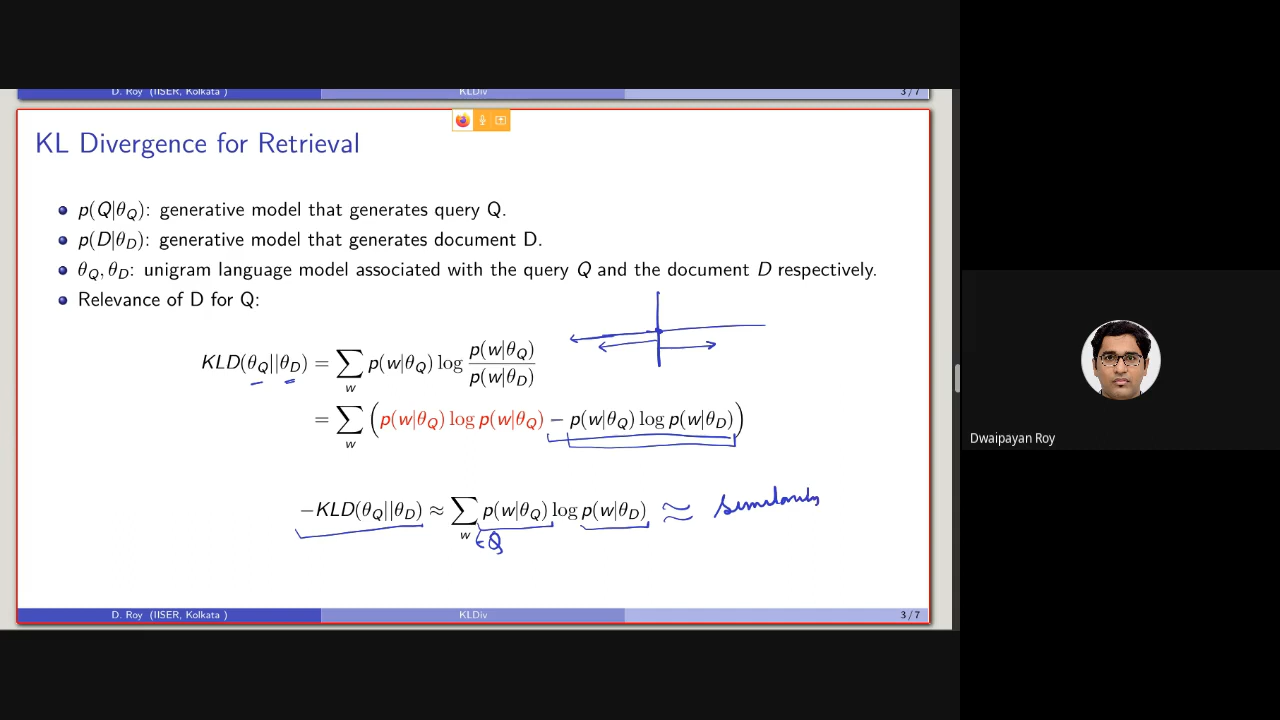 D. Roy (IISER, Kolkata ) KLDiv 3 / 7
KL Divergence for Retrieval
p(Q|θ_Q): generative model that generates query Q.
p(D|θ_D): generative model that generates document D.
θ_Q, θ_D: unigram language model associated with the query Q and the document D respectively.
Relevance of D for Q:
KLD(θ_Q||θ_D) = ∑_w p(w|θ_Q) log p(w|θ_Q) / p(w|θ_D)
= ∑_w (p(w|θ_Q) log p(w|θ_Q) − p(w|θ_Q) log p(w|θ_D))
−KLD(θ_Q||θ_D) ≈ ∑_w p(w|θ_Q) log p(w|θ_D) ≈ similarity
∈Q
D. Roy (IISER, Kolkata ) KLDiv 3 / 7
Dwaipayan Roy